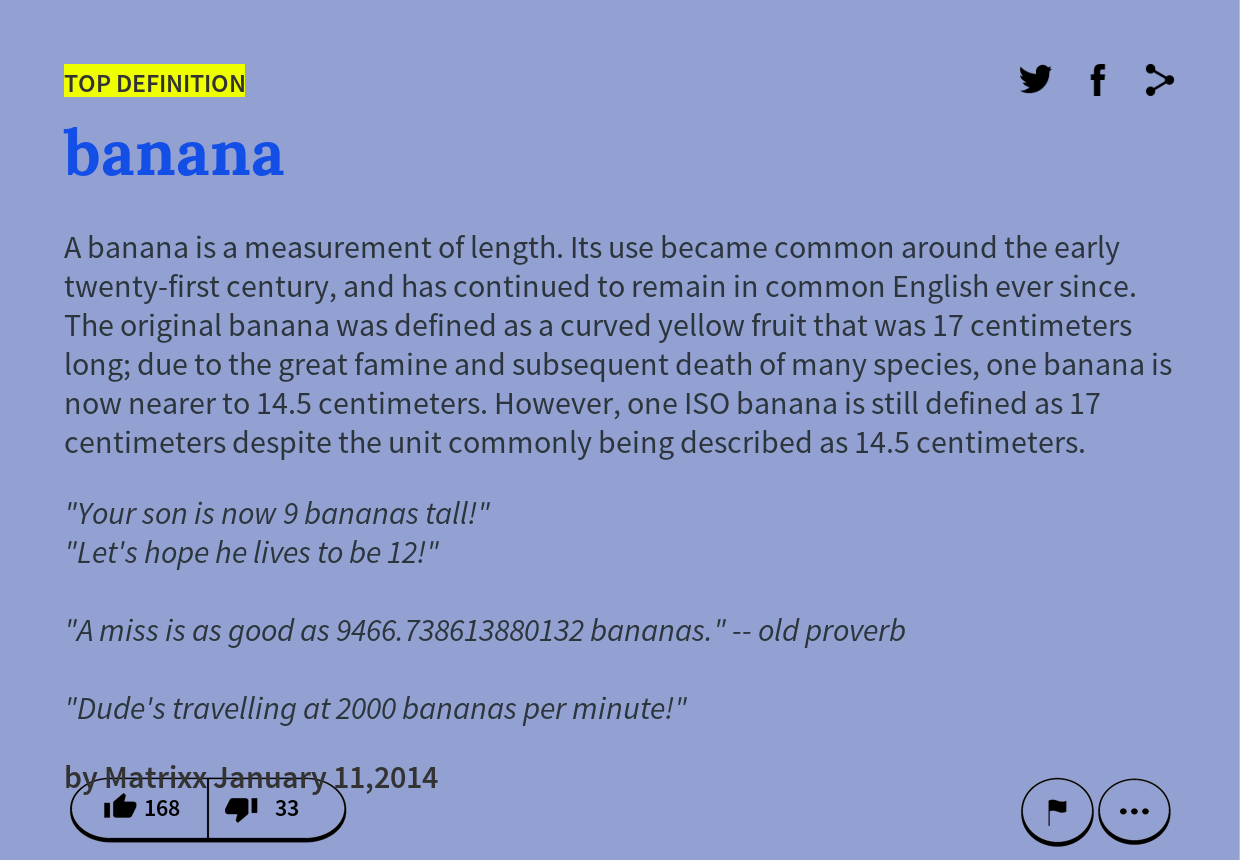 TOP DEFINITION
banana
A banana is a measurement of length. Its use became common around the early
twenty-first century, and has continued to remain in common English ever since.
The original banana was defined as a curved yellow fruit that was 17 centimeters
long; due to the great famine and subsequent death of many species, one banana is
now nearer to 14.5 centimeters. However, one ISO banana is still defined as 17
centimeters despite the unit commonly being described as 14.5 centimeters.
"Your son is now 9 bananas tall!"
"Let's hope he lives to be 12!"
"A miss is as good as 9466.738613880132 bananas." -- old proverb
"Dude's travelling at 2000 bananas per minute!"
by Matrixx January 11,2014
168 33